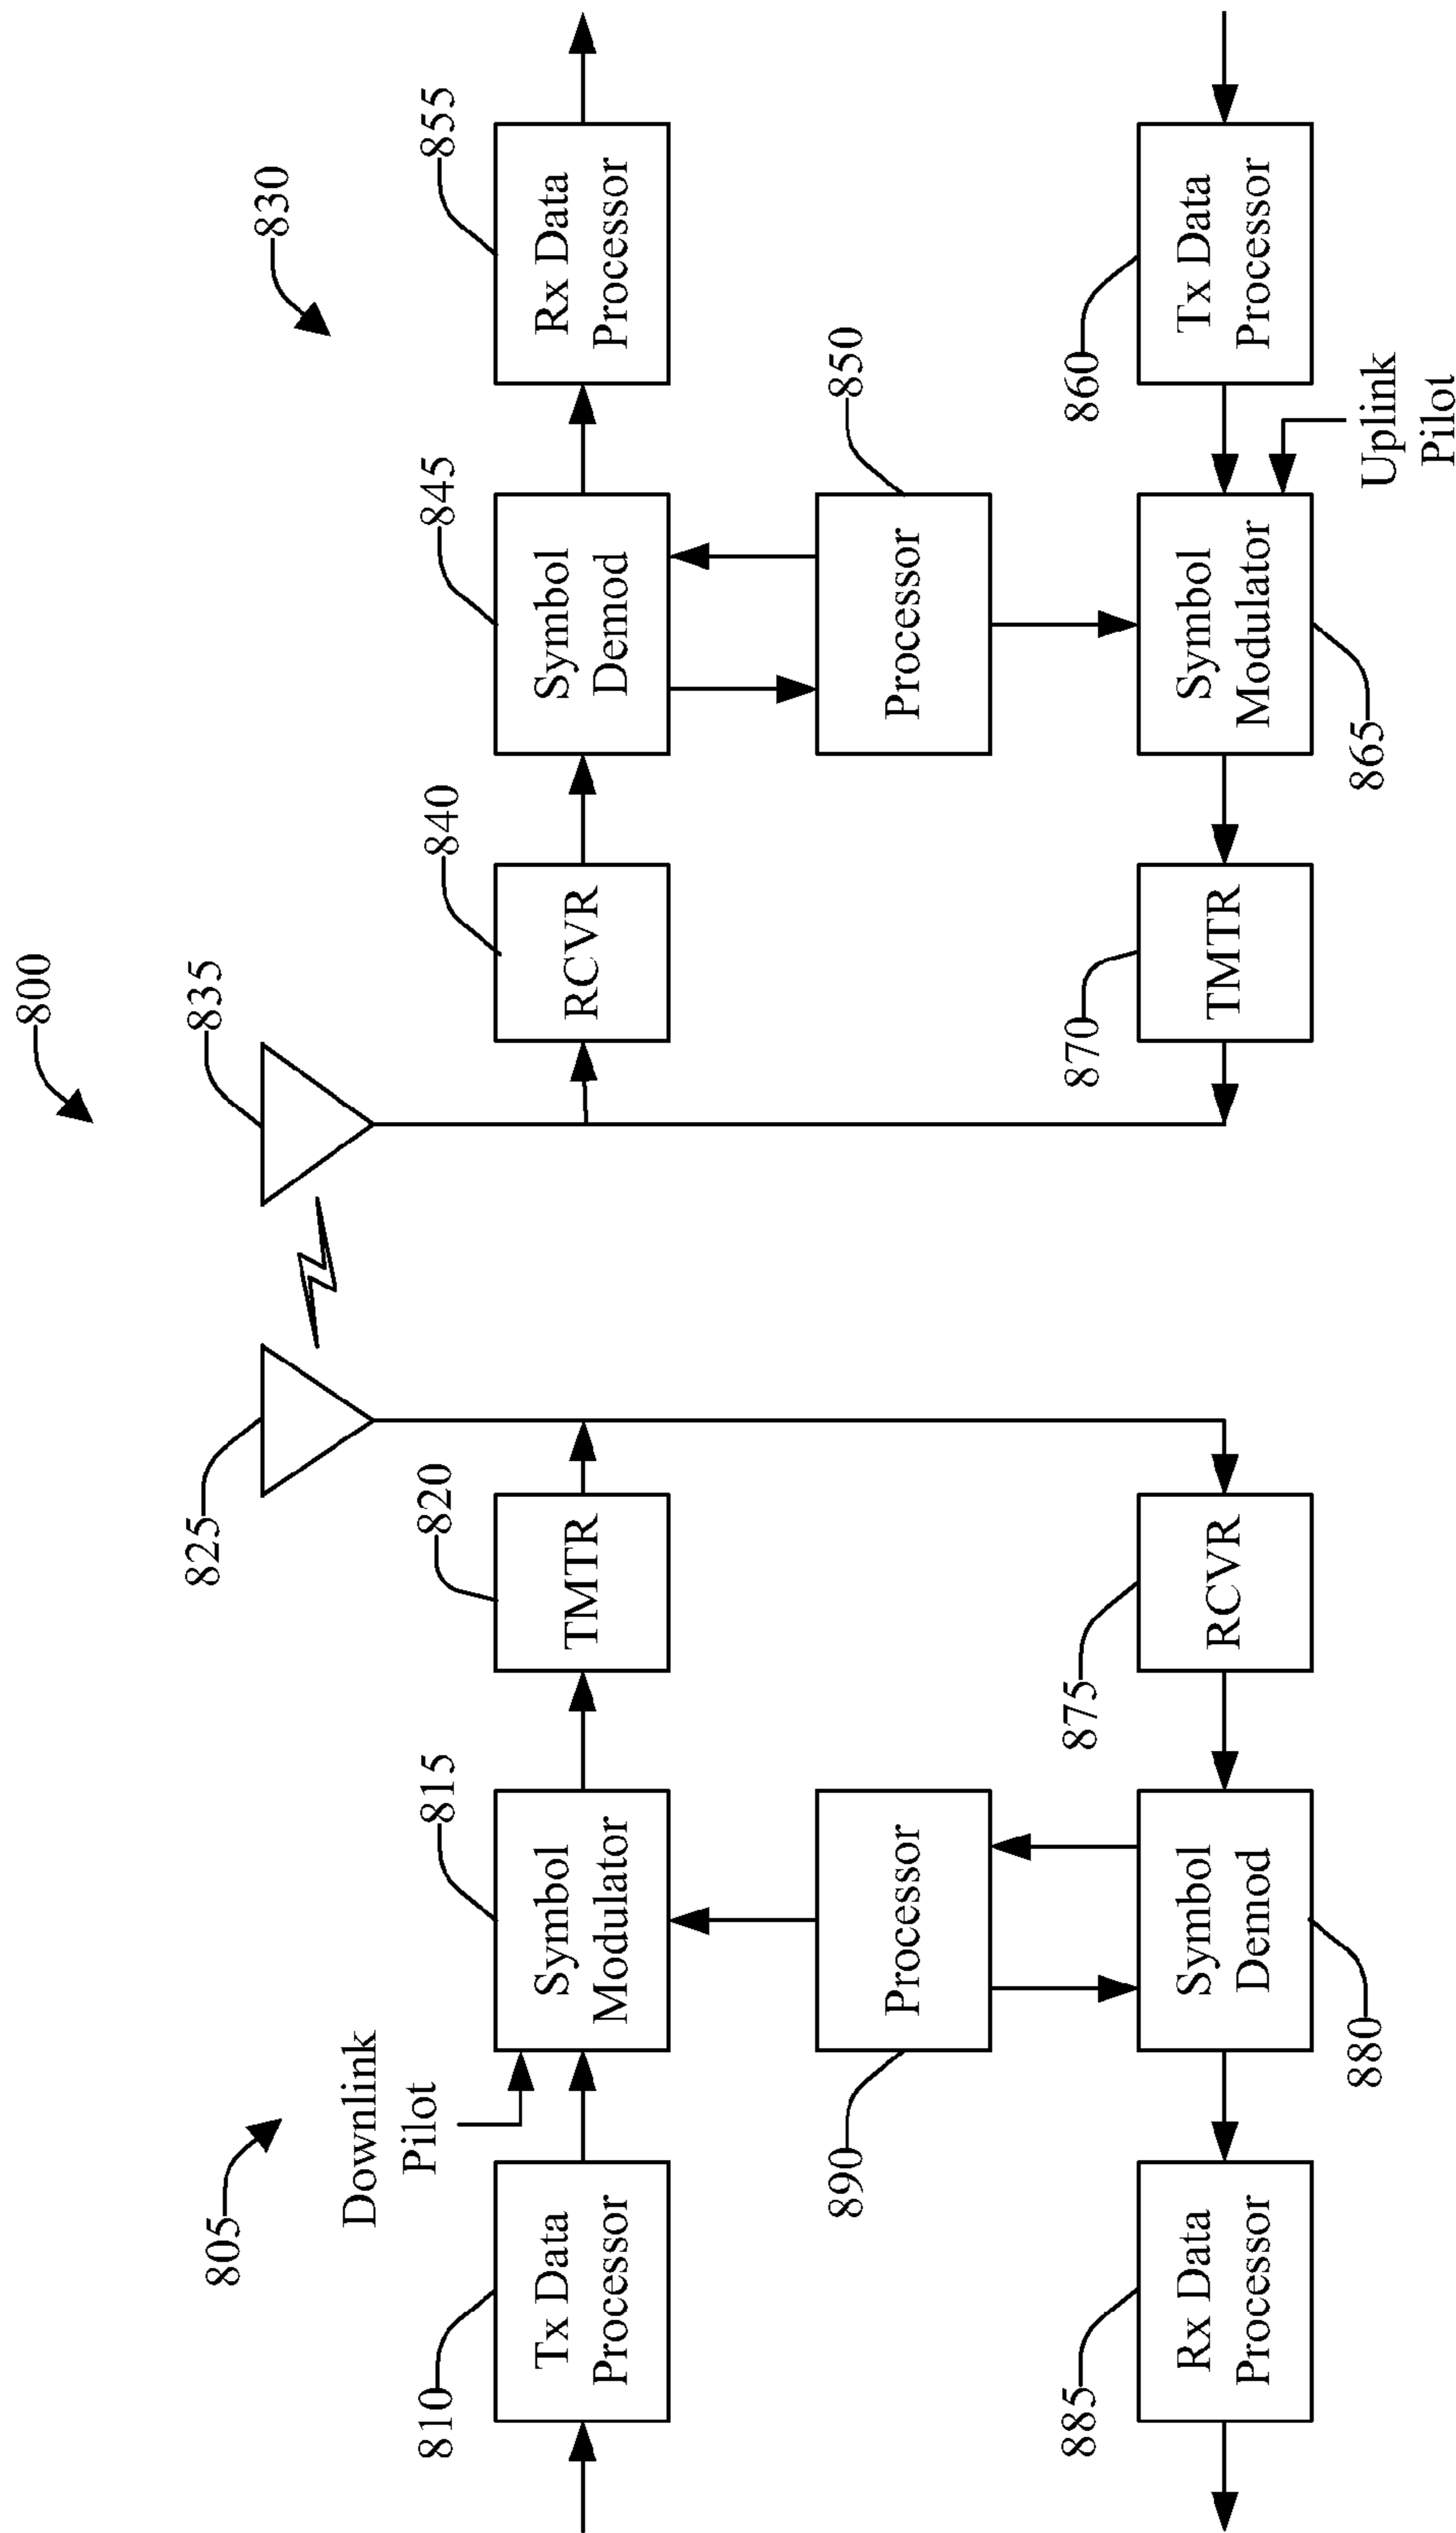 800
805
830
825
835
Downlink
Pilot
810
815
820
840
845
855
Tx Data
Processor
Symbol
Modulator
TMTR
RCVR
Symbol
Demod
Rx Data
Processor
890
850
Processor
Processor
885
875
870
860
Rx Data
Processor
Symbol
Demod
RCVR
TMTR
Symbol
Modulator
Tx Data
Processor
880
865
Uplink
Pilot